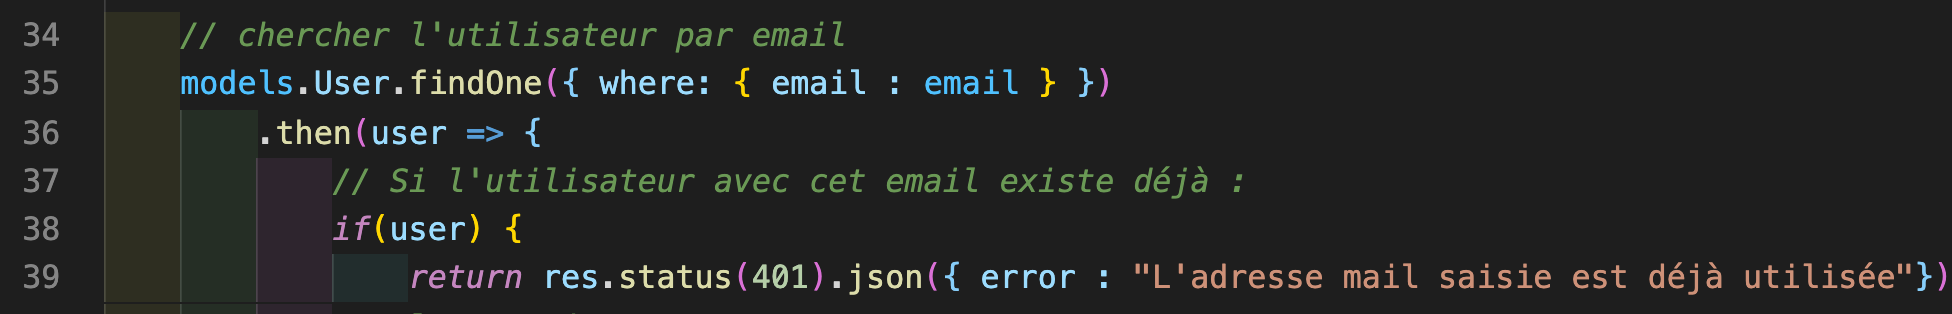 34 // chercher l'utilisateur par email
35 models.User.findOne({ where: { email : email } })
36 .then(user => {
37 // Si l'utilisateur avec cet email existe déjà :
38 if(user) {
39 return res.status(401).json({ error : "L'adresse mail saisie est déjà utilisée"})